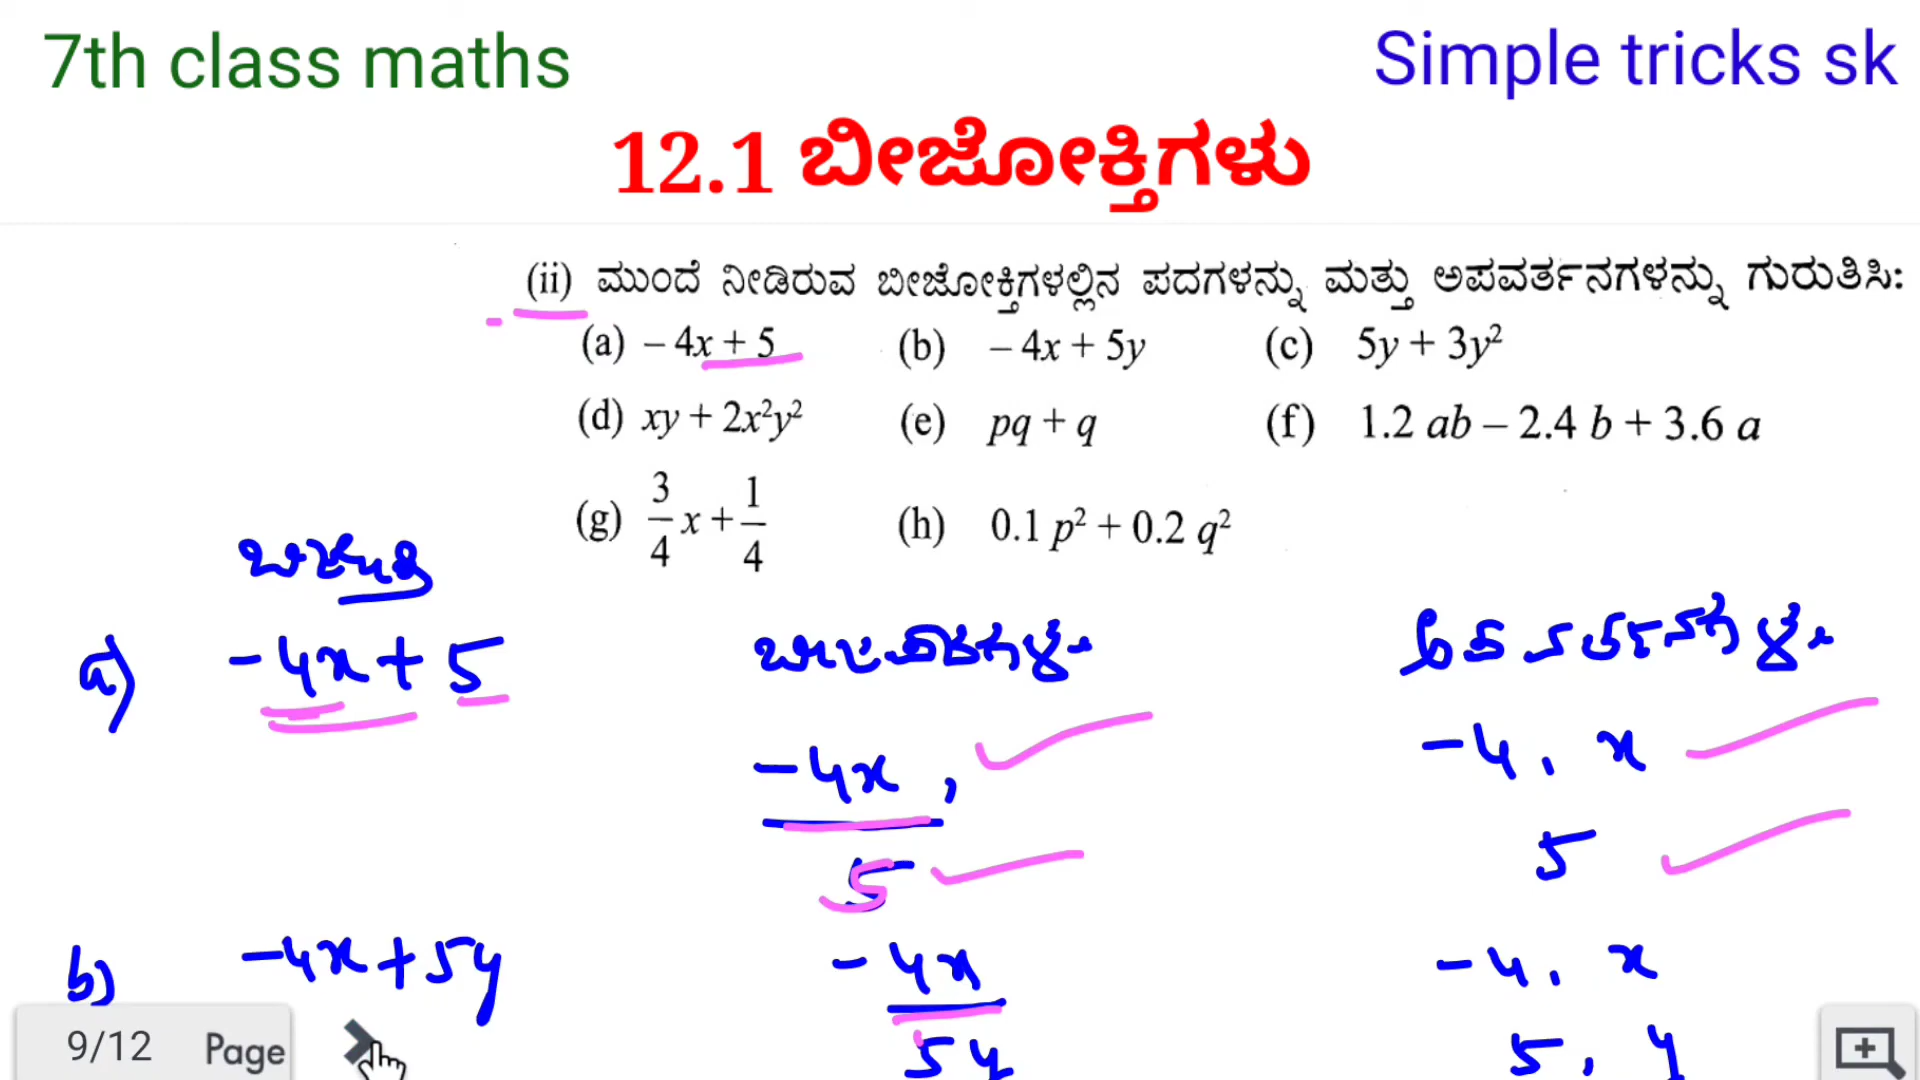 7th class maths
Simple tricks sk
12.1 ಬೀಜೋಕ್ತಿಗಳು
(ii) ಮುಂದೆ ನೀಡಿರುವ ಬೀಜೋಕ್ತಿಗಳಲ್ಲಿನ ಪದಗಳನ್ನು ಮತ್ತು ಅಪವರ್ತನಗಳನ್ನು ಗುರುತಿಸಿ:
(a) – 4x + 5 (b) – 4x + 5y (c) 5y + 3y²
(d) xy + 2x²y² (e) pq + q (f) 1.2 ab – 2.4 b + 3.6 a
(g) 3/4 x + 1/4 (h) 0.1 p² + 0.2 q²
a) -4x + 5
-4x , -4, x
5 5
b) -4x + 5y -4x -4, x
5y 5, y
9/12 Page